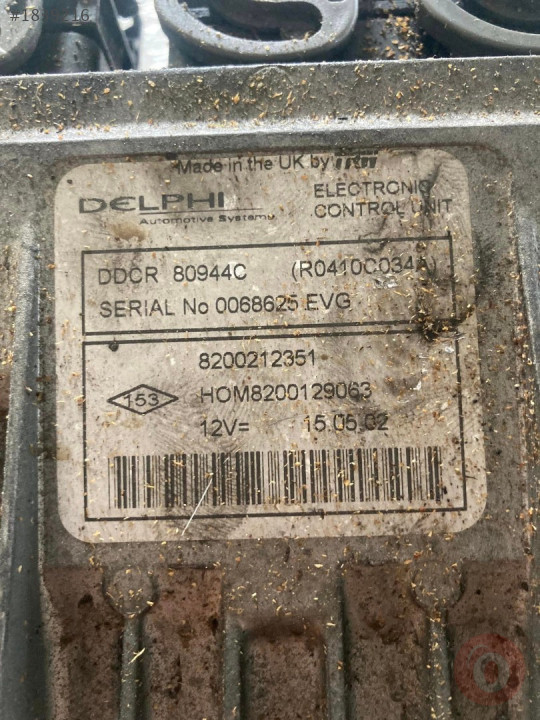 Made in the UK by TRW
DELPHI
Automotive Systems
ELECTRONIC
CONTROL UNIT
DDCR 80944C (R0410C034A)
SERIAL No 0068625 EVG
8200212351
153
HOM8200129063
12V= 15.05.02